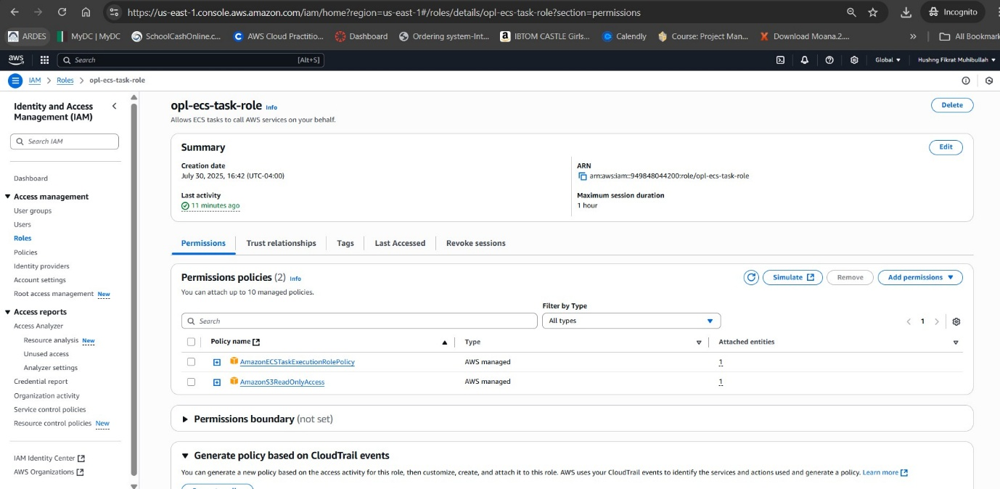 https://us-east-1.console.aws.amazon.com/iam/home?region=us-east-1#/roles/details/opl-ecs-task-role?section=permissions
Incognito
ARDES
MyDC | MyDC
SchoolCashOnline.c...
AWS Cloud Practitio...
Dashboard
Ordering system-Int...
IBTOM CASTLE Girls...
Calendly
Course: Project Man...
Download Moana.2....
»
All Bookmark
aws
Search
[Alt+S]
Global
Hushng Fikrat Muhibullah
IAM > Roles > opl-ecs-task-role
Identity and Access
Management (IAM)
Search IAM
Dashboard
Access management
User groups
Users
Roles
Policies
Identity providers
Account settings
Root access management New
Access reports
Access Analyzer
Resource analysis New
Unused access
Analyzer settings
Credential report
Organization activity
Service control policies
Resource control policies New
IAM Identity Center
AWS Organizations
opl-ecs-task-role Info
Delete
Allows ECS tasks to call AWS services on your behalf.
Summary
Edit
Creation date
July 30, 2025, 16:42 (UTC-04:00)
ARN
arn:aws:iam::949848044200:role/opl-ecs-task-role
Last activity
11 minutes ago
Maximum session duration
1 hour
Permissions
Trust relationships
Tags
Last Accessed
Revoke sessions
Permissions policies (2) Info
Simulate
Remove
Add permissions
You can attach up to 10 managed policies.
Filter by Type
Search
All types
1
Policy name
Type
Attached entities
AmazonECSTaskExecutionRolePolicy
AWS managed
1
AmazonS3ReadOnlyAccess
AWS managed
1
Permissions boundary (not set)
Generate policy based on CloudTrail events
You can generate a new policy based on the access activity for this role, then customize, create, and attach it to this role. AWS uses your CloudTrail events to identify the services and actions used and generate a policy. Learn more